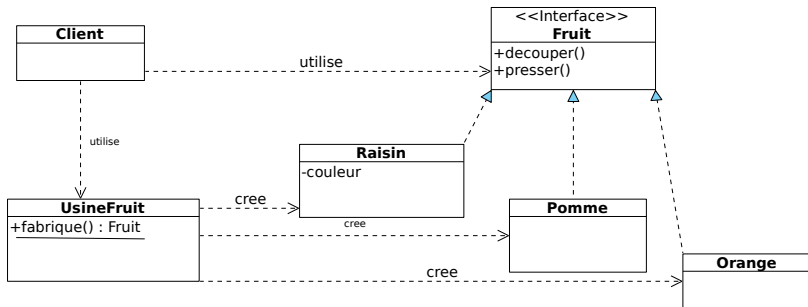 <<Interface>>
Fruit
+decouper()
+presser()
Client
utilise
utilise
Raisin
-couleur
UsineFruit
+fabrique() : Fruit
cree
cree
cree
Pomme
Orange